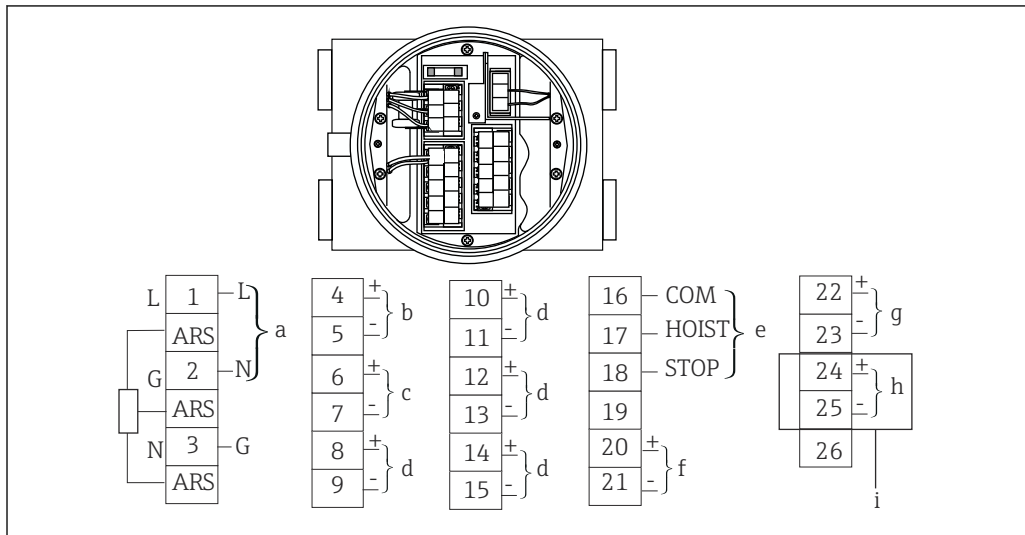 L 1 L
ARS
G 2 N
ARS
N 3 G
ARS
a
4 +
5 -
b
6 +
7 -
c
8 +
9 -
d
10 +
11 -
d
12 +
13 -
d
14 +
15 -
d
16 COM
17 HOIST
18 STOP
e
19
20 +
21 -
f
22 +
23 -
g
24 +
25 -
h
26
i